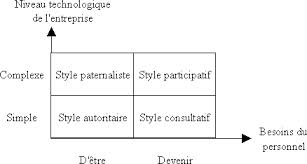 Niveau technologique
de l'entreprise
Complexe
Style paternaliste
Style participatif
Simple
Style autoritaire
Style consultatif
Besoins du
personnel
D'être
Devenir